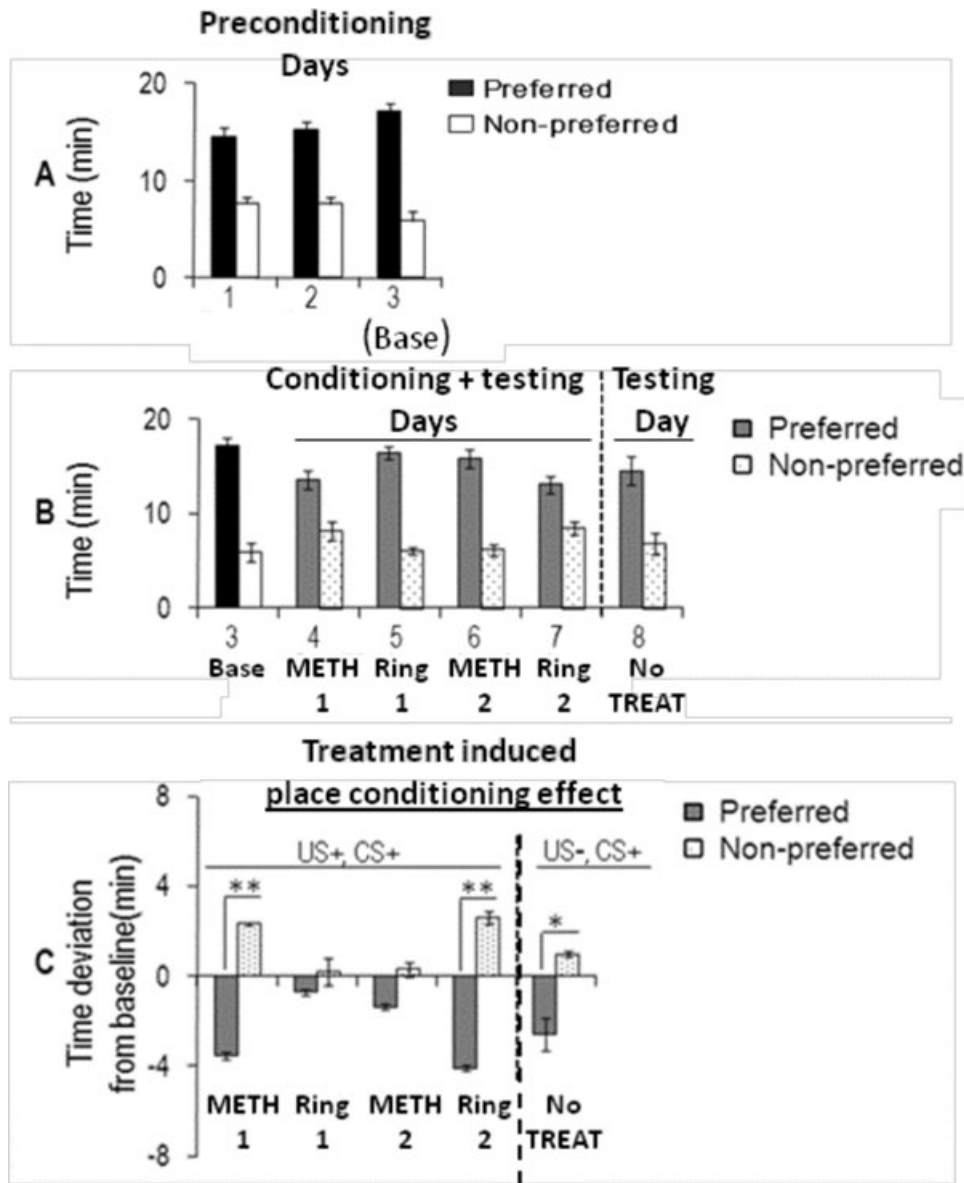 Preconditioning
Days
20
10
0
Time (min)
A
Preferred
Non-preferred
1 2 3
(Base)
Conditioning + testing
Days
Testing
Day
20
10
0
Time (min)
B
Preferred
Non-preferred
3 4 5 6 7 8
Base METH Ring METH Ring No
1 1 2 2 TREAT
Treatment induced
place conditioning effect
8
4
0
-4
-8
Time deviation
from baseline(min)
C
Preferred
Non-preferred
US+, CS+
US-, CS+
** ** *
METH Ring METH Ring No
1 1 2 2 TREAT